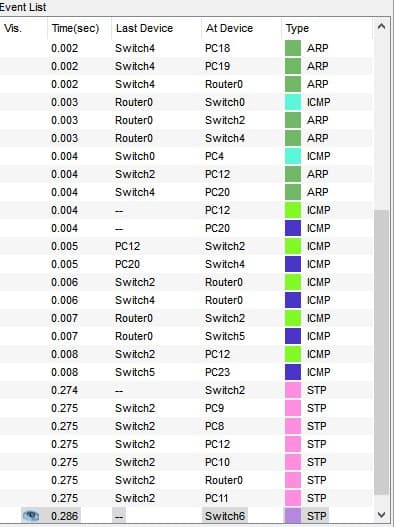 Event List
Vis. Time(sec) Last Device At Device Type
0.002 Switch4 PC18 ARP
0.002 Switch4 PC19 ARP
0.002 Switch4 Router0 ARP
0.003 Router0 Switch0 ICMP
0.003 Router0 Switch2 ARP
0.003 Router0 Switch4 ARP
0.004 Switch0 PC4 ICMP
0.004 Switch2 PC12 ARP
0.004 Switch4 PC20 ARP
0.004 -- PC12 ICMP
0.004 -- PC20 ICMP
0.005 PC12 Switch2 ICMP
0.005 PC20 Switch4 ICMP
0.006 Switch2 Router0 ICMP
0.006 Switch4 Router0 ICMP
0.007 Router0 Switch2 ICMP
0.007 Router0 Switch5 ICMP
0.008 Switch2 PC12 ICMP
0.008 Switch5 PC23 ICMP
0.274 -- Switch2 STP
0.275 Switch2 PC9 STP
0.275 Switch2 PC8 STP
0.275 Switch2 PC12 STP
0.275 Switch2 PC10 STP
0.275 Switch2 Router0 STP
0.275 Switch2 PC11 STP
0.286 -- Switch6 STP